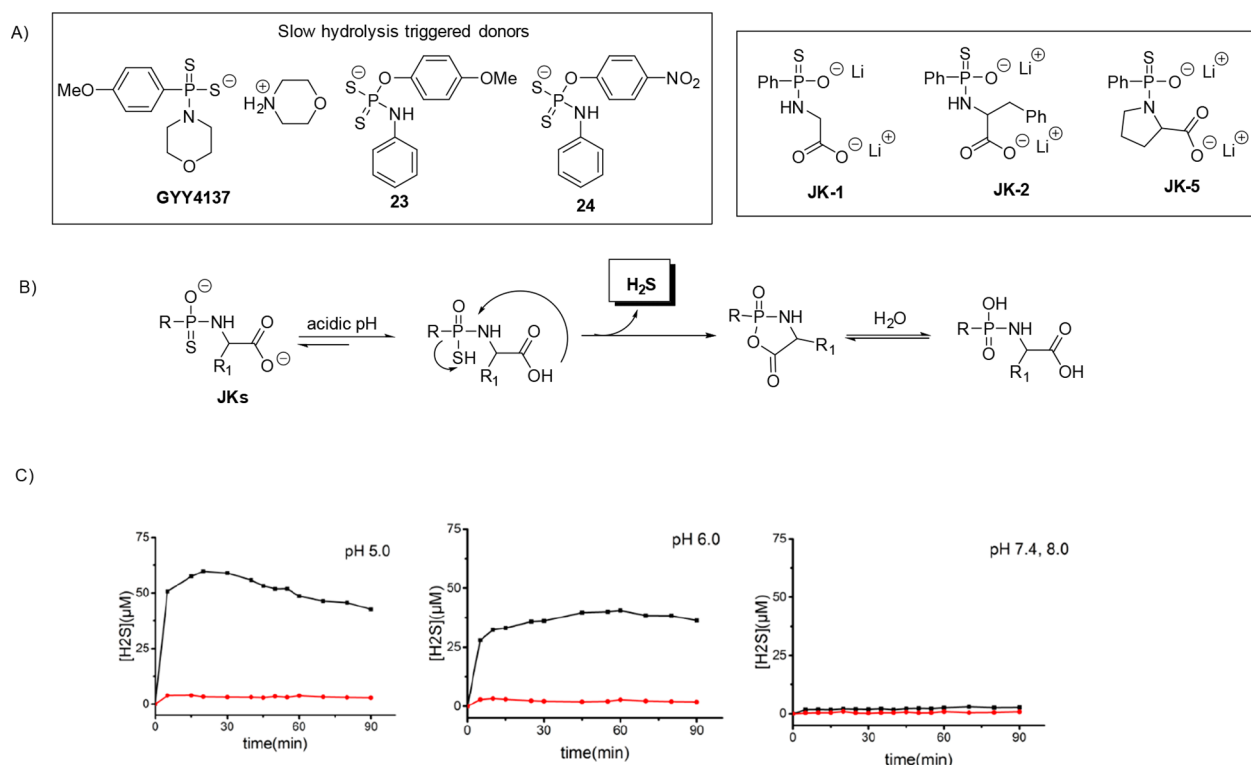 A)
Slow hydrolysis triggered donors
MeO
S
P
S
⊖
N
O
⊕
N
H2
O
GYY4137
⊖
S
S
P
O
OMe
NH
23
⊖
S
S
P
O
NO2
NH
24
S
Ph
P
O
⊖
Li
⊕
HN
O
O
⊖
Li
⊕
JK-1
S
Ph
P
O
⊖
Li
⊕
HN
Ph
O
O
⊖
Li
⊕
JK-2
S
Ph
P
O
⊖
Li
⊕
N
O
O
⊖
Li
⊕
JK-5
B)
O
⊖
R
P
NH
S
O
O
⊖
R1
JKs
acidic pH
O
R
P
NH
SH
O
OH
R1
H2S
O
R
P
NH
O
R1
O
H2O
OH
R
P
NH
O
O
OH
R1
C)
[H2S](µM)
75
50
25
0
pH 5.0
0 30 60 90
time(min)
[H2S](µM)
75
50
25
0
pH 6.0
0 30 60 90
time(min)
[H2S](µM)
75
50
25
0
pH 7.4, 8.0
0 30 60 90
time(min)